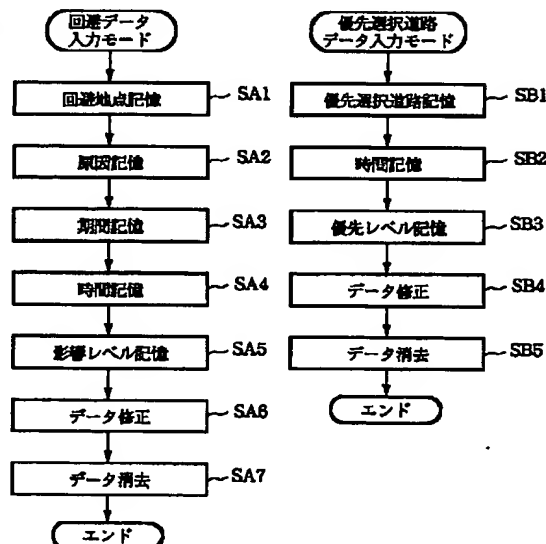 回避データ
入力モード
回避地点記憶
SA1
原因記憶
SA2
期間記憶
SA3
時間記憶
SA4
影響レベル記憶
SA5
データ修正
SA6
データ消去
SA7
エンド
優先選択道路
データ入力モード
優先選択道路記憶
SB1
時間記憶
SB2
優先レベル記憶
SB3
データ修正
SB4
データ消去
SB5
エンド